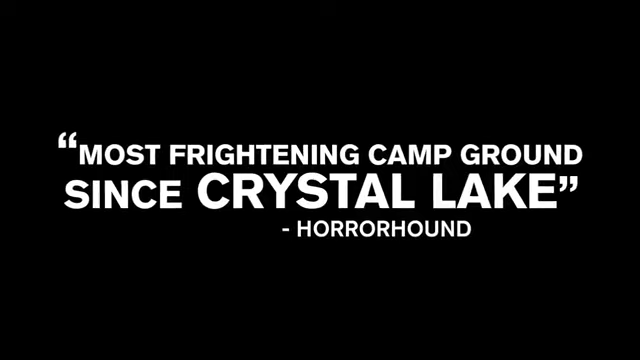 “MOST FRIGHTENING CAMP GROUND
SINCE CRYSTAL LAKE”
- HORRORHOUND